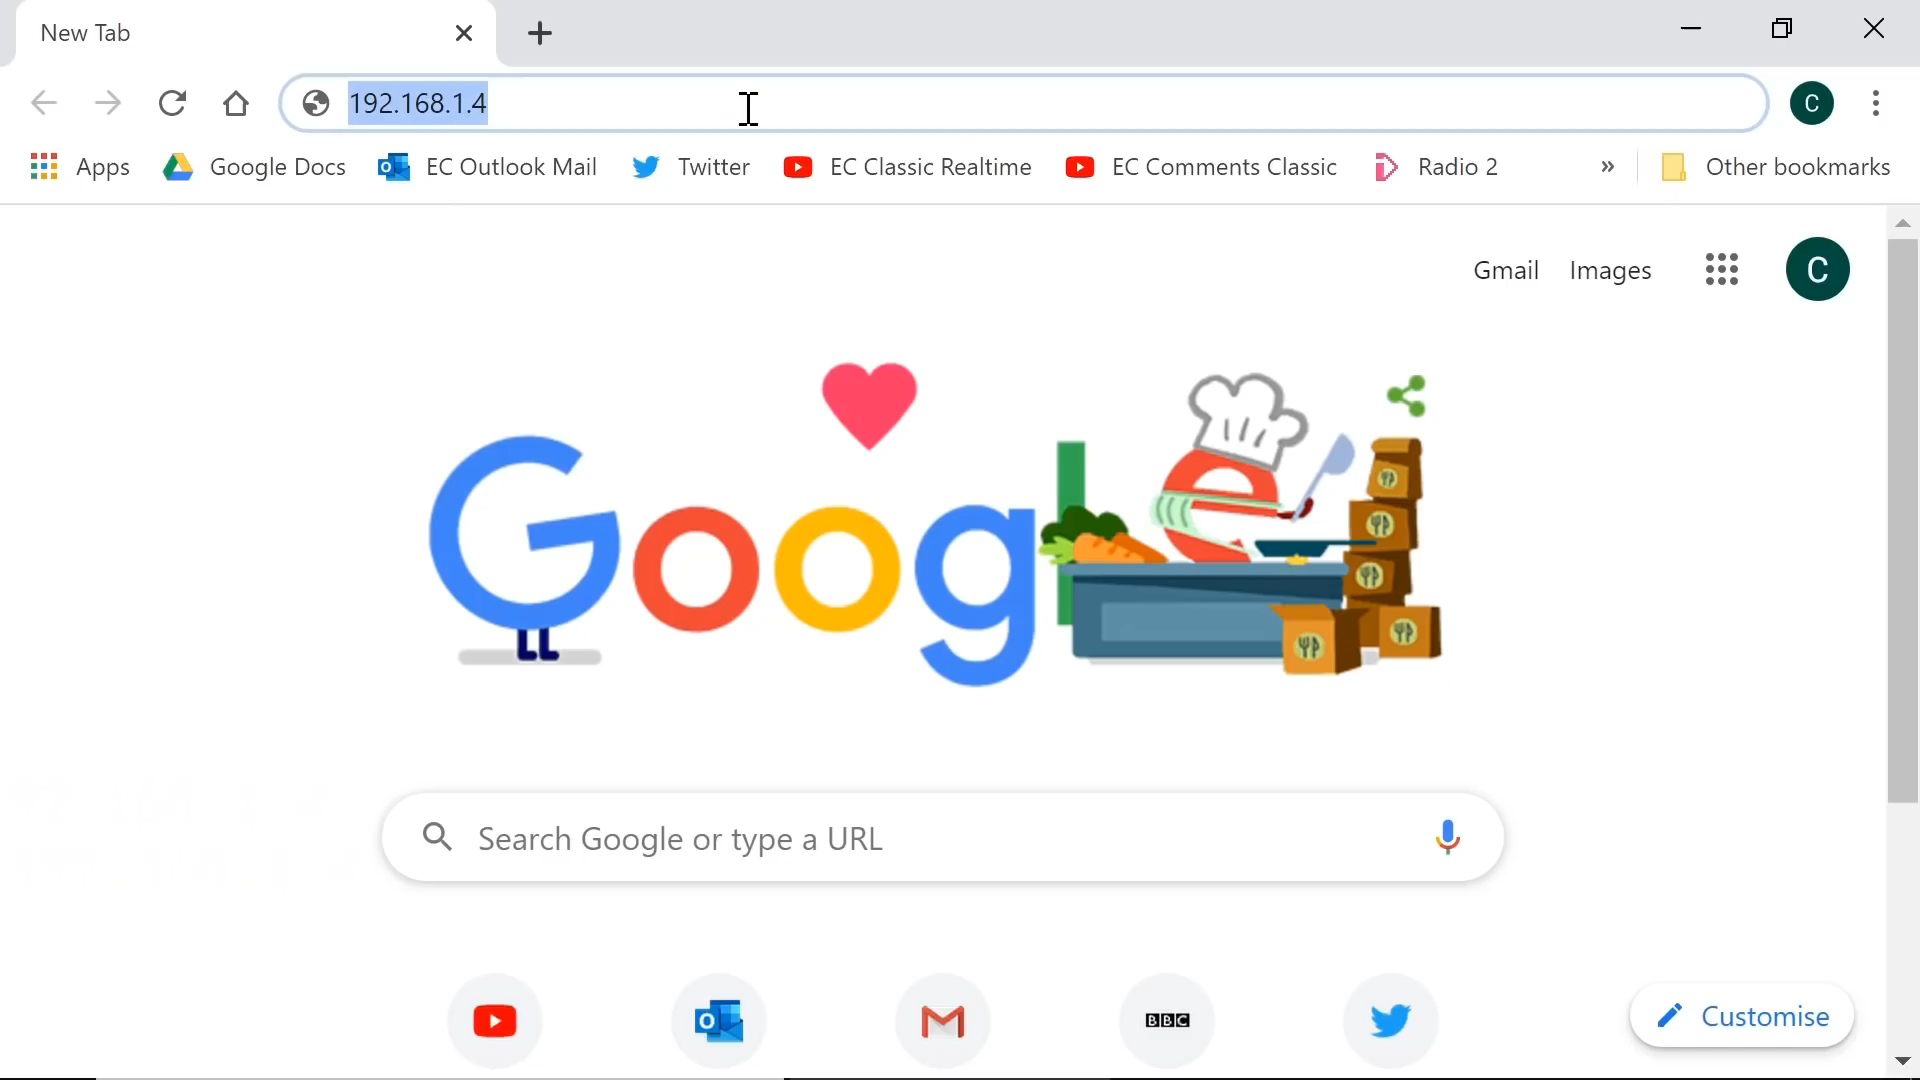 New Tab
192.168.1.4
C
Apps Google Docs EC Outlook Mail Twitter EC Classic Realtime EC Comments Classic Radio 2 » Other bookmarks
Gmail Images C
Google
Search Google or type a URL
BBC
Customise